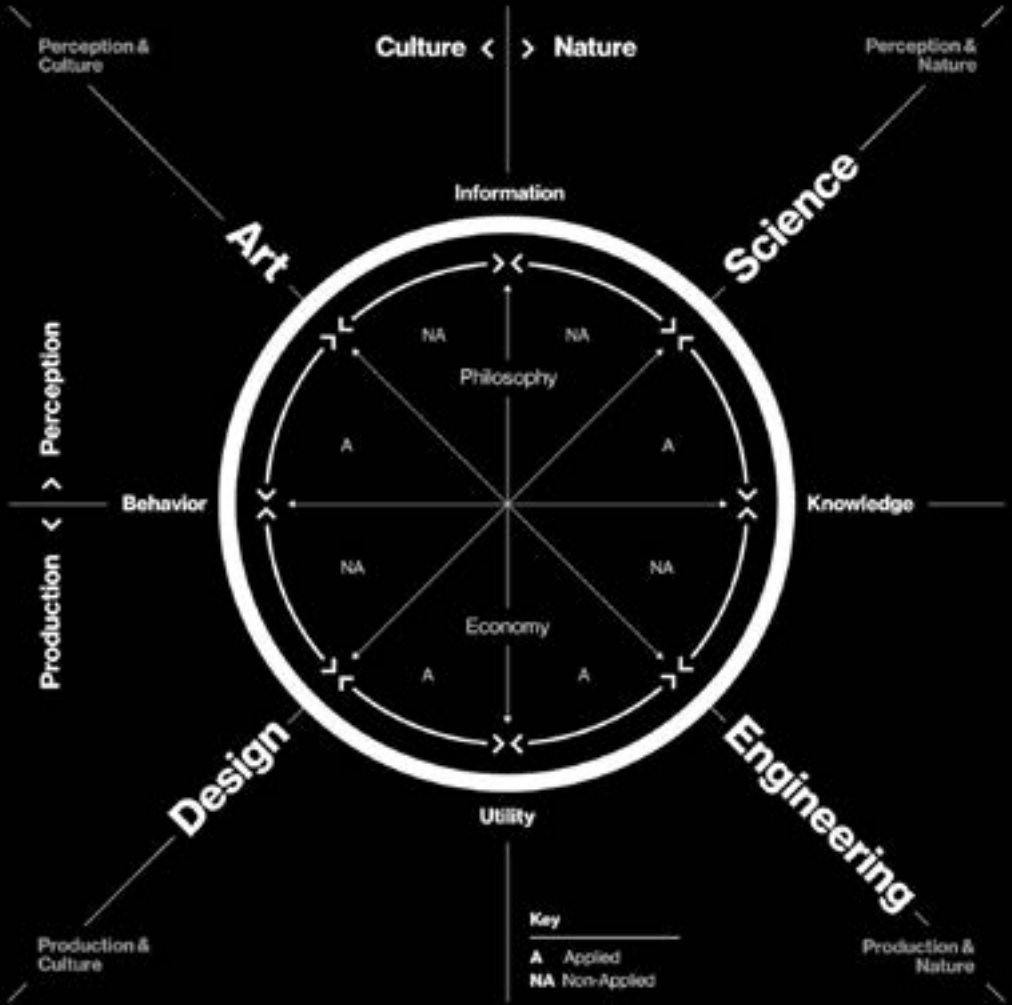 Perception &
Culture
Culture < > Nature
Perception &
Nature
Information
Art
Science
NA
NA
Philosophy
Production < > Perception
A
A
Behavior
Knowledge
NA
NA
Economy
A
A
Design
Engineering
Utility
Key
A Applied
NA Non-Applied
Production &
Culture
Production &
Nature